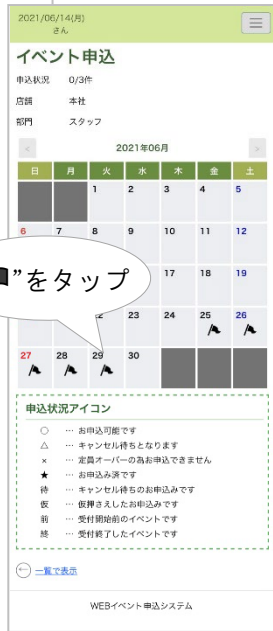 2021/06/14(月)
さん
イベント申込
申込状況 0/3件
店舗 本社
部門 スタッフ
< 2021年06月 >
日 月 火 水 木 金 土
1 2 3 4 5
6 7 8 9 10 11 12
17 18 19
”をタップ
23 24 25 26
27 28 29 30
申込状況アイコン
○ … お申込可能です
△ … キャンセル待ちとなります
× … 定員オーバーの為お申込できません
★ … お申込み済です
待 … キャンセル待ちのお申込みです
仮 … 仮押さえしたお申込みです
前 … 受付開始前のイベントです
終 … 受付終了したイベントです
一覧で表示
WEBイベント申込システム